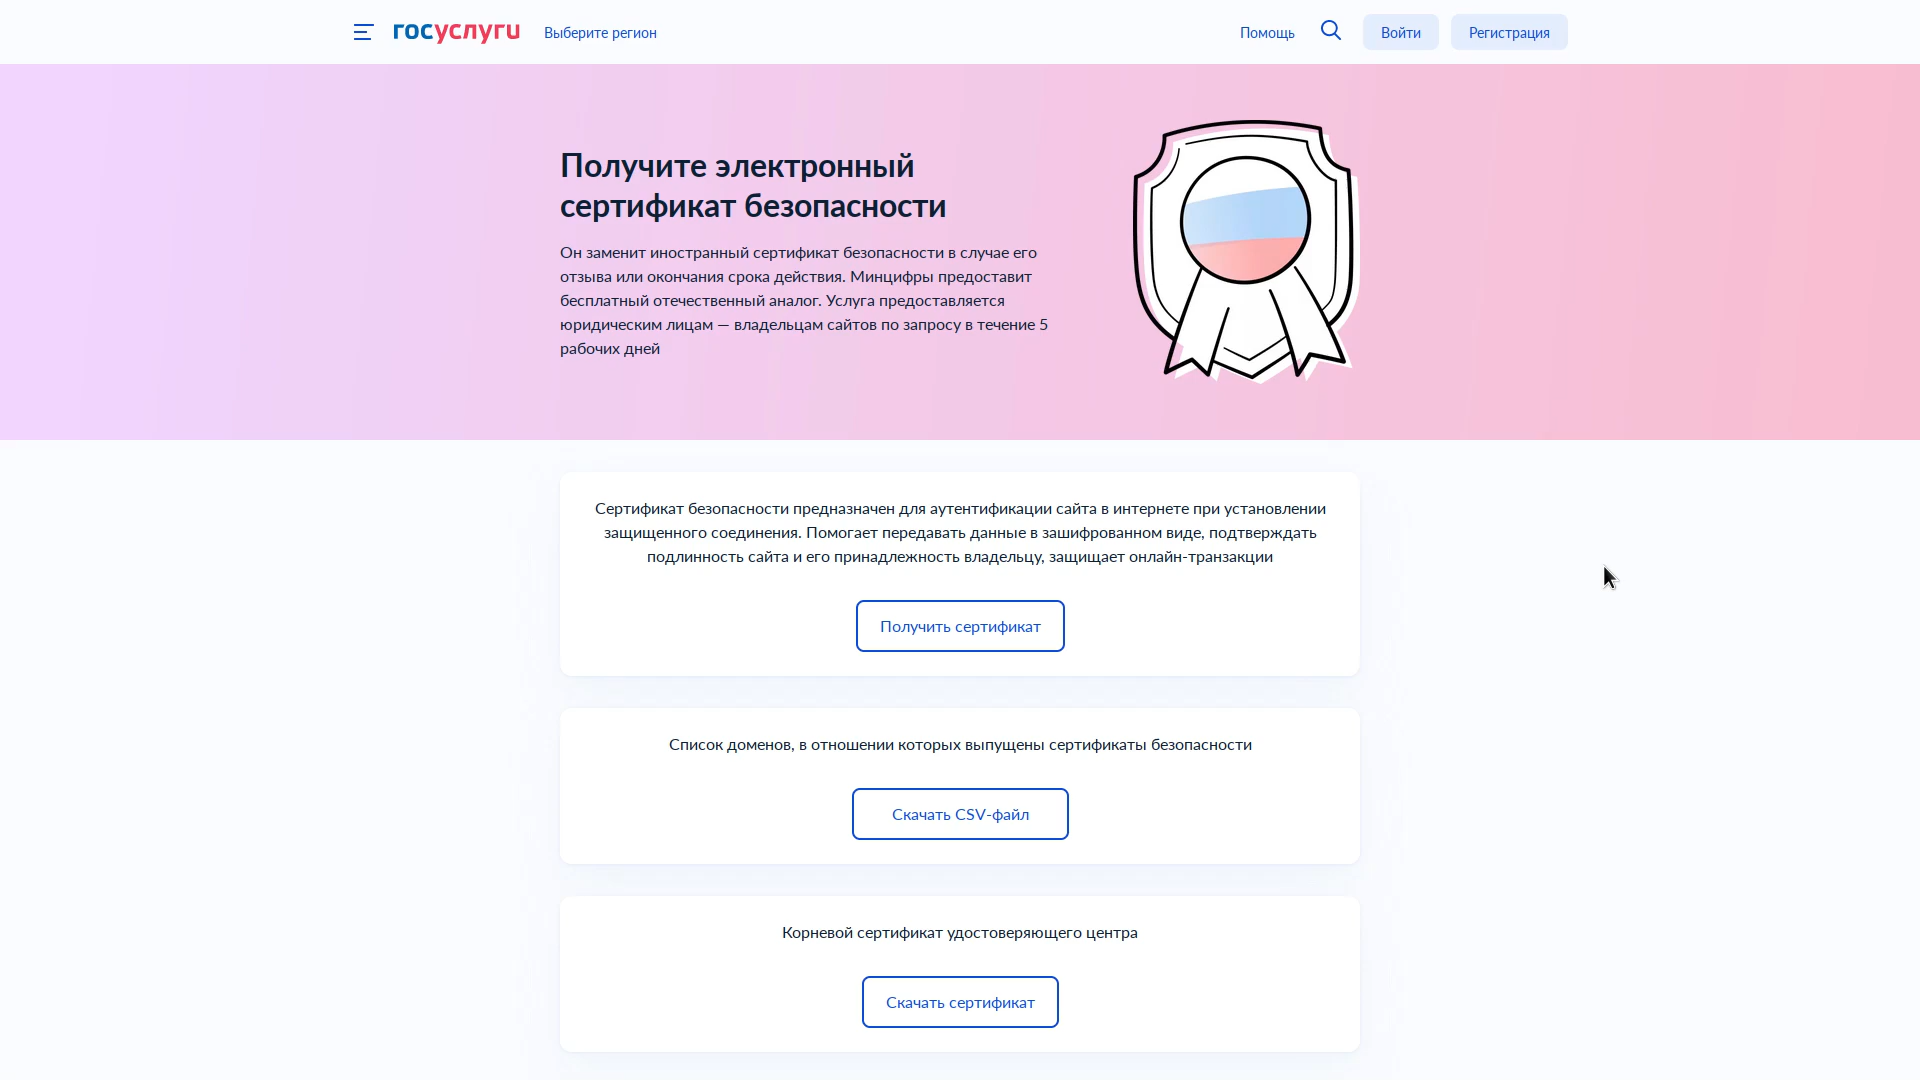 госуслуги
Выберите регион
Помощь
Войти
Регистрация
Получите электронный
сертификат безопасности
Он заменит иностранный сертификат безопасности в случае его
отзыва или окончания срока действия. Минцифры предоставит
бесплатный отечественный аналог. Услуга предоставляется
юридическим лицам — владельцам сайтов по запросу в течение 5
рабочих дней
Сертификат безопасности предназначен для аутентификации сайта в интернете при установлении
защищенного соединения. Помогает передавать данные в зашифрованном виде, подтверждать
подлинность сайта и его принадлежность владельцу, защищает онлайн-транзакции
Получить сертификат
Список доменов, в отношении которых выпущены сертификаты безопасности
Скачать CSV-файл
Корневой сертификат удостоверяющего центра
Скачать сертификат